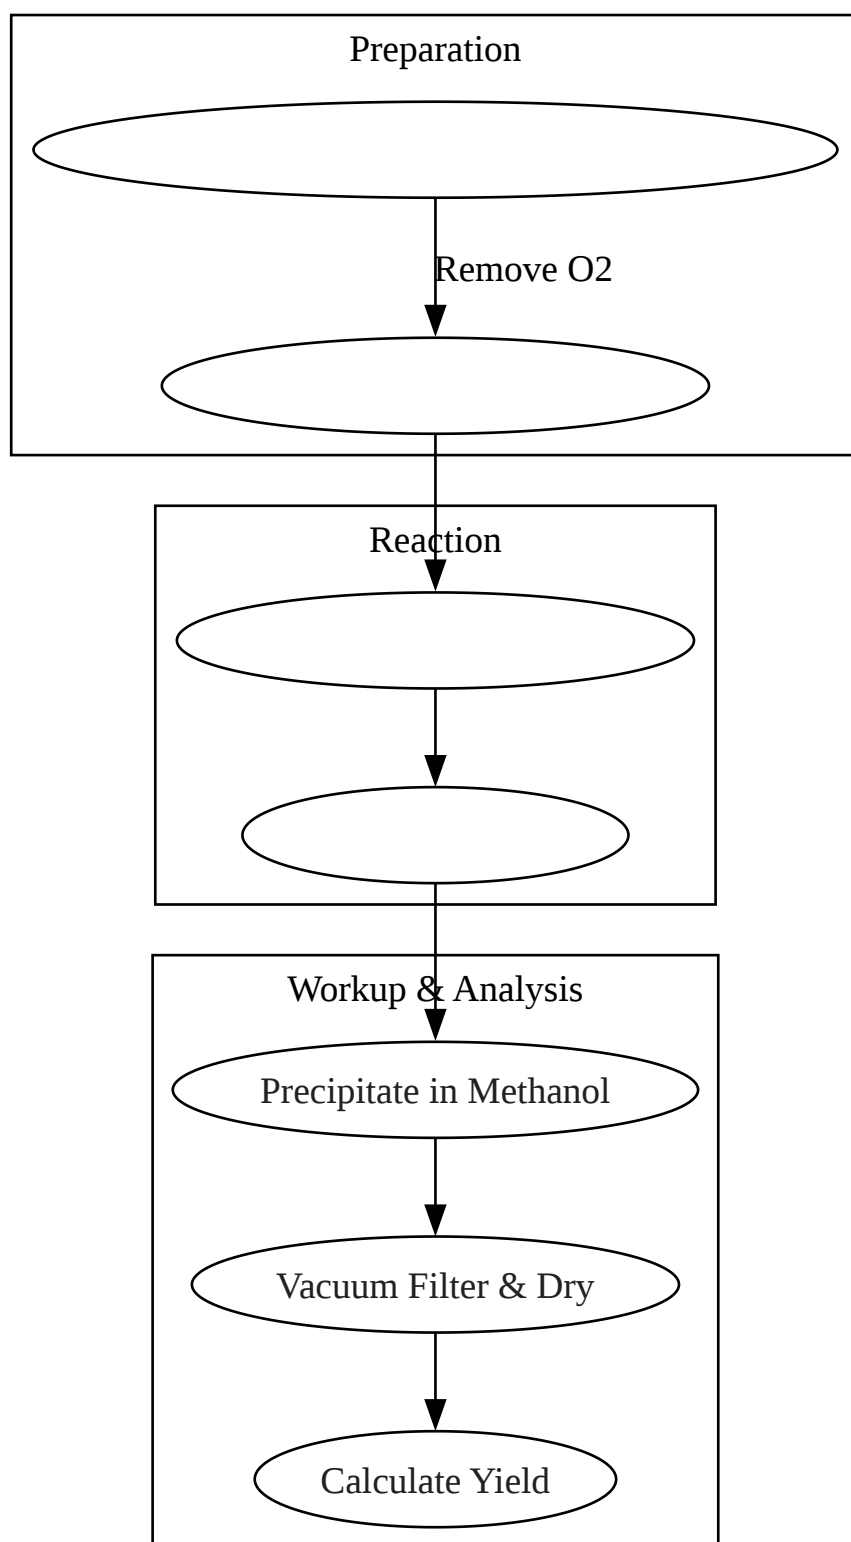 Preparation
Remove O2
Reaction
Workup & Analysis
Precipitate in Methanol
Vacuum Filter & Dry
Calculate Yield